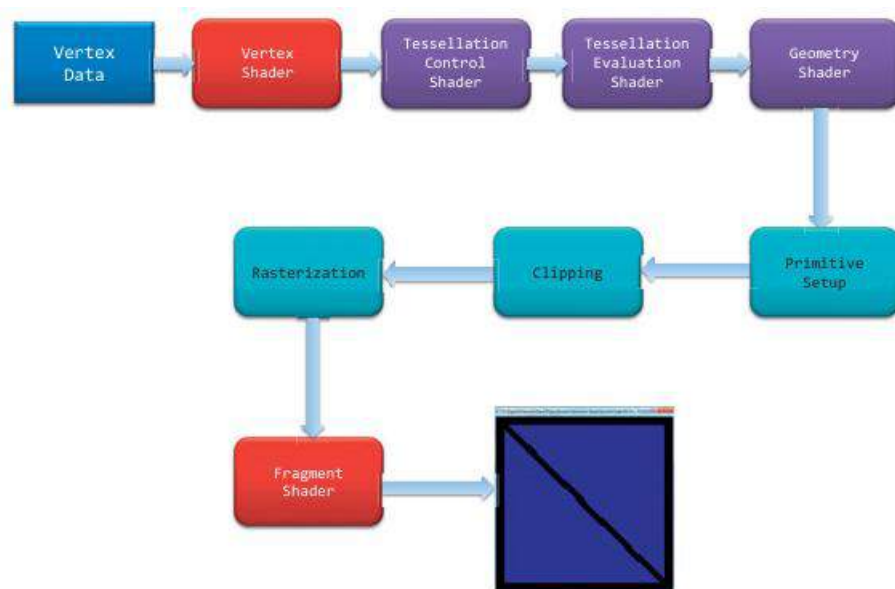 Vertex
Data
Vertex
Shader
Tessellation
Control
Shader
Tessellation
Evaluation
Shader
Geometry
Shader
Primitive
Setup
Clipping
Rasterization
Fragment
Shader